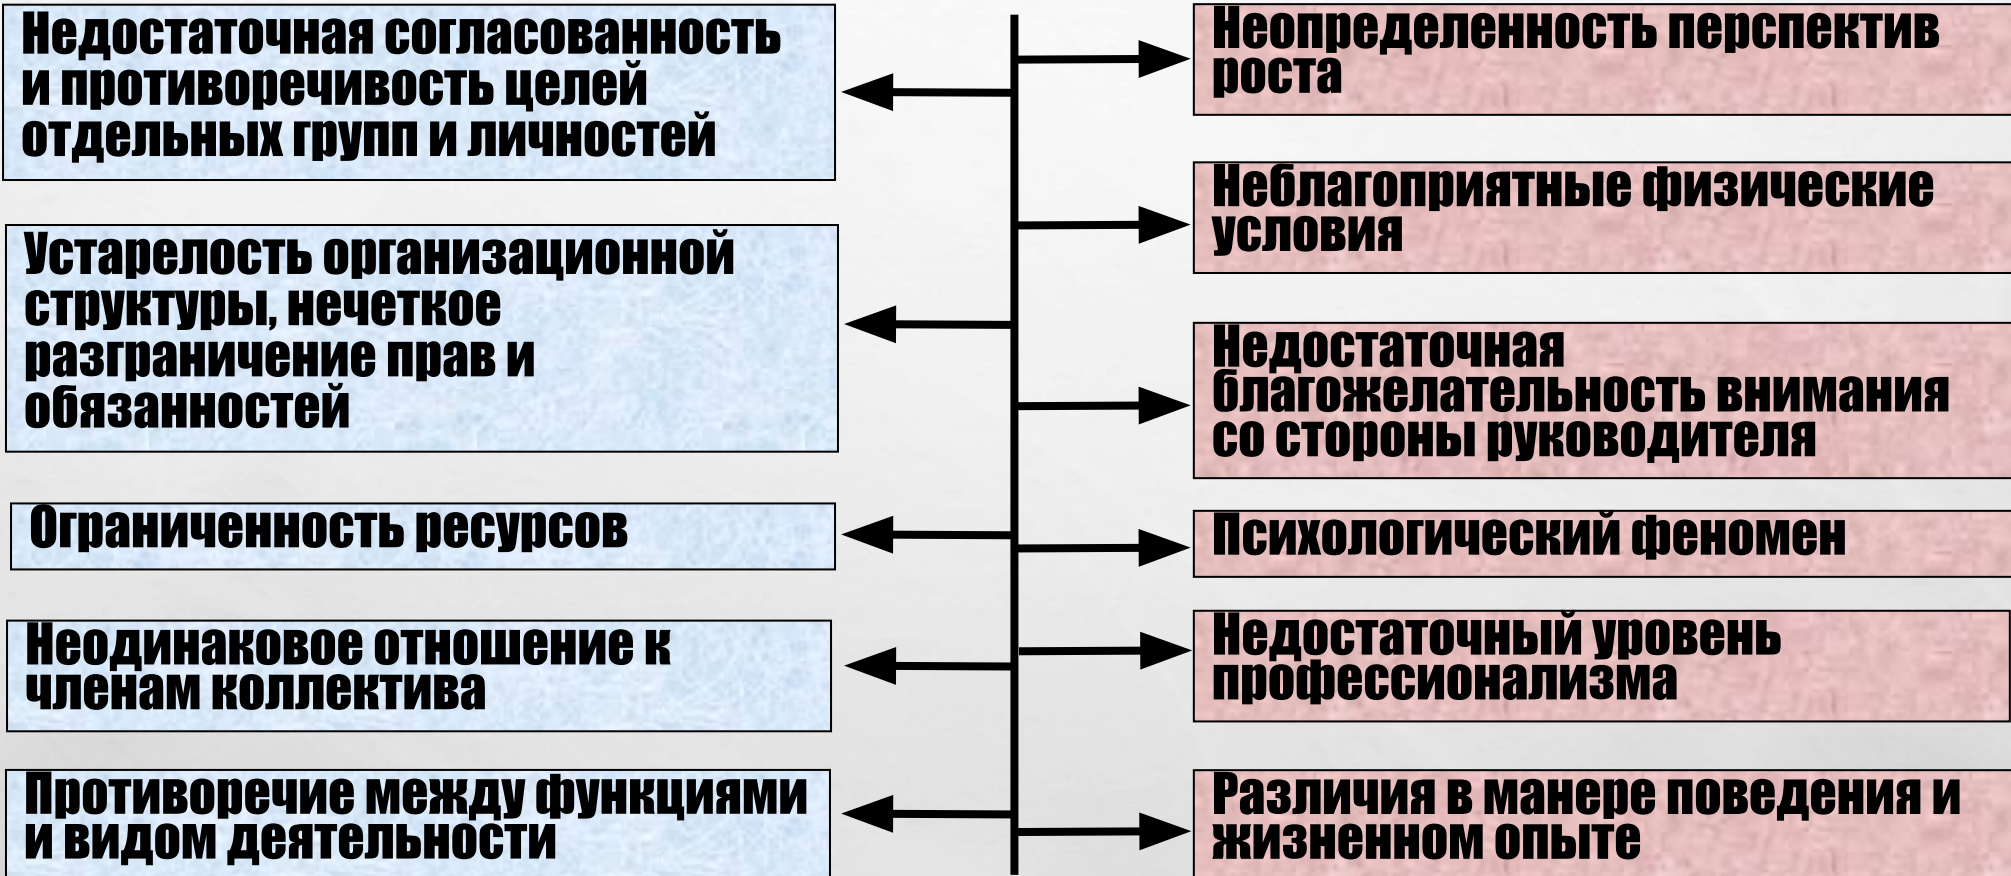 Недостаточная согласованность
и противоречивость целей
отдельных групп и личностей
Устарелость организационной
структуры, нечеткое
разграничение прав и
обязанностей
Ограниченность ресурсов
Неодинаковое отношение к
членам коллектива
Противоречие между функциями
и видом деятельности
Неопределенность перспектив
роста
Неблагоприятные физические
условия
Недостаточная
благожелательность внимания
со стороны руководителя
Психологический феномен
Недостаточный уровень
профессионализма
Различия в манере поведения и
жизненном опыте